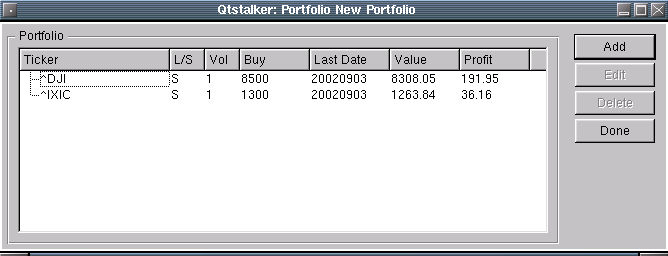 Qtstalker: Portfolio New Portfolio
Portfolio
Ticker L/S Vol Buy Last Date Value Profit
^DJI S 1 8500 20020903 8308.05 191.95
^IXIC S 1 1300 20020903 1263.84 36.16
Add
Edit
Delete
Done